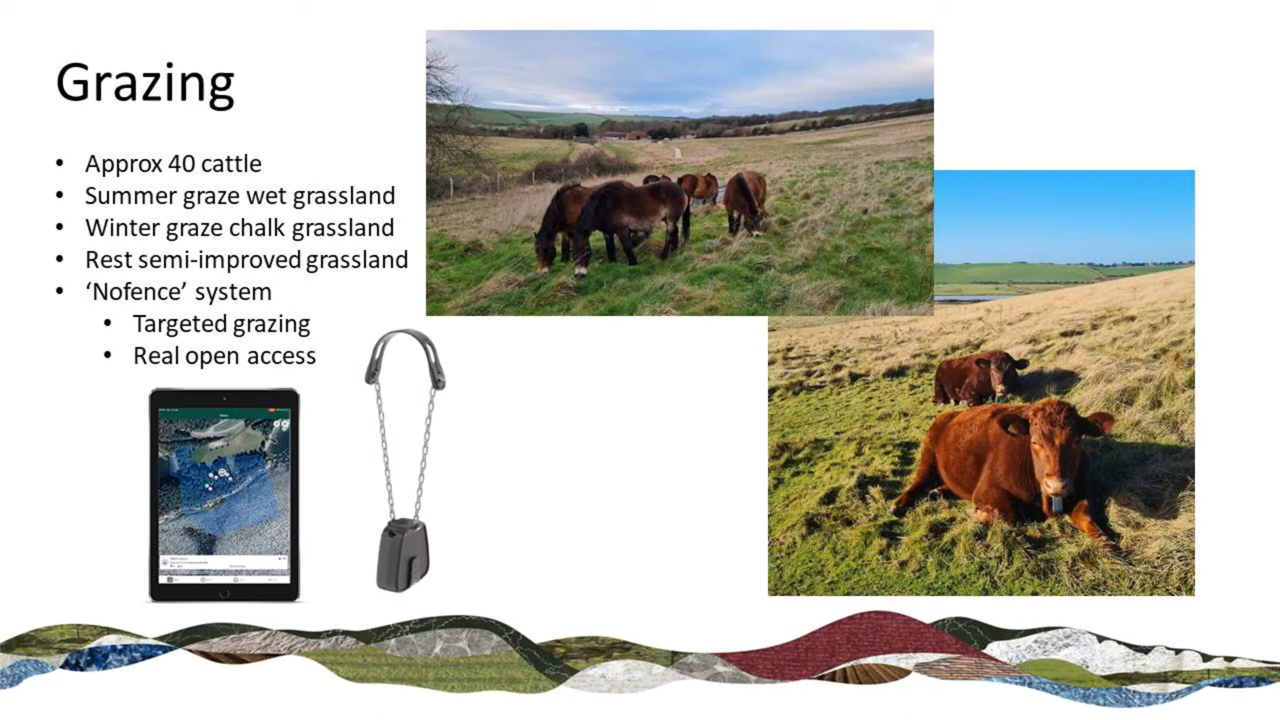 Grazing
• Approx 40 cattle
• Summer graze wet grassland
• Winter graze chalk grassland
• Rest semi-improved grassland
• ‘Nofence’ system
• Targeted grazing
• Real open access